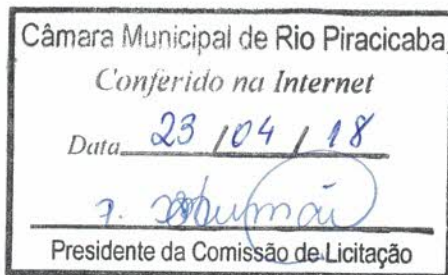 Câmara Municipal de Rio Piracicaba
Conferido na Internet
Data 23 / 04 / 18
Presidente da Comissão de Licitação